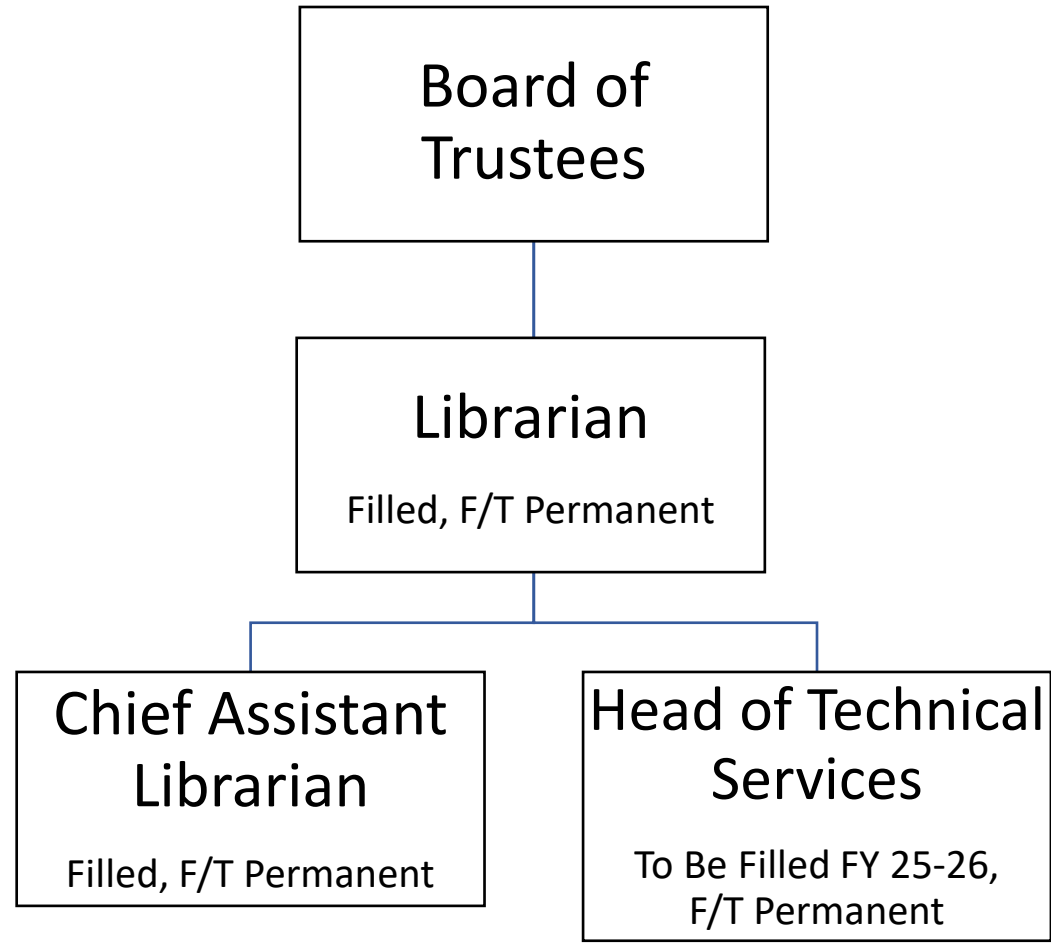 Board of
Trustees
Librarian
Filled, F/T Permanent
Chief Assistant
Librarian
Filled, F/T Permanent
Head of Technical
Services
To Be Filled FY 25-26,
F/T Permanent